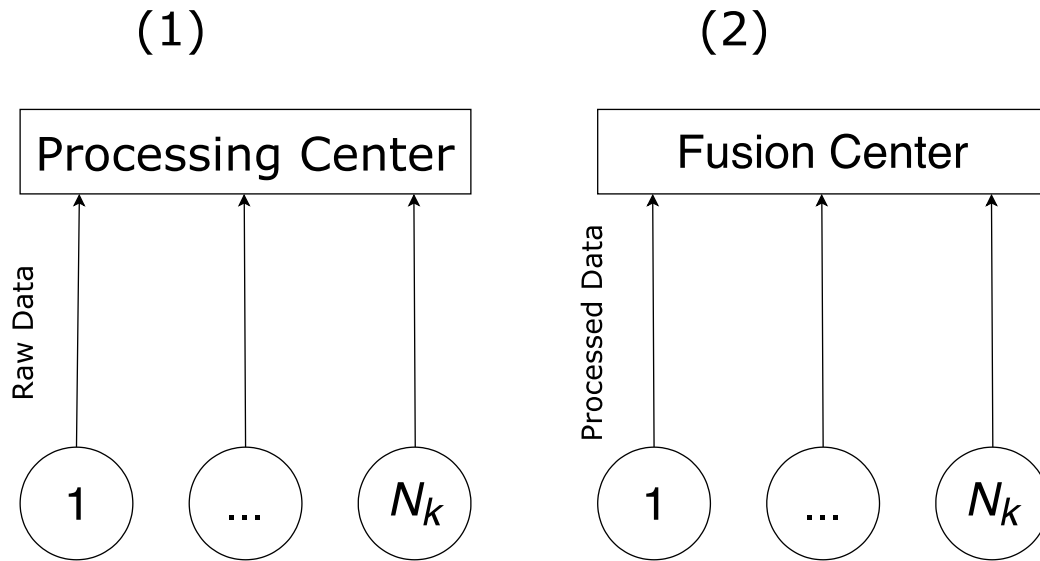 (1)
Processing Center
Raw Data
1
...
Nk
(2)
Fusion Center
Processed Data
1
...
Nk